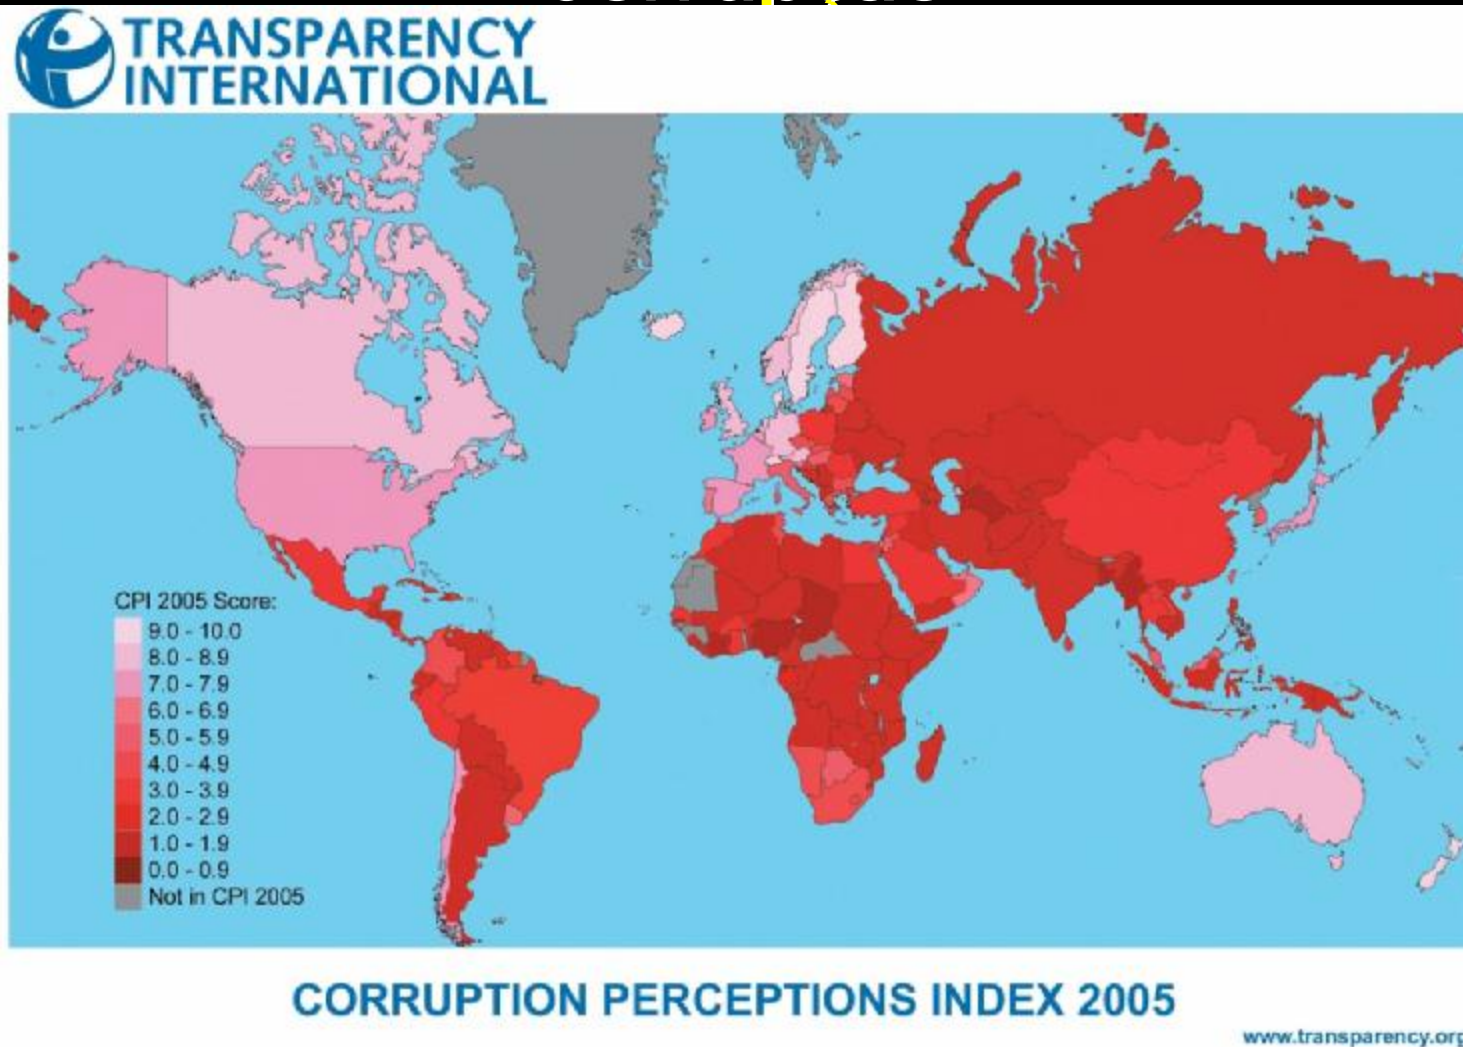 TRANSPARENCY
INTERNATIONAL
CPI 2005 Score:
9.0 - 10.0
8.0 - 8.9
7.0 - 7.9
6.0 - 6.9
5.0 - 5.9
4.0 - 4.9
3.0 - 3.9
2.0 - 2.9
1.0 - 1.9
0.0 - 0.9
Not in CPI 2005
CORRUPTION PERCEPTIONS INDEX 2005
www.transparency.org